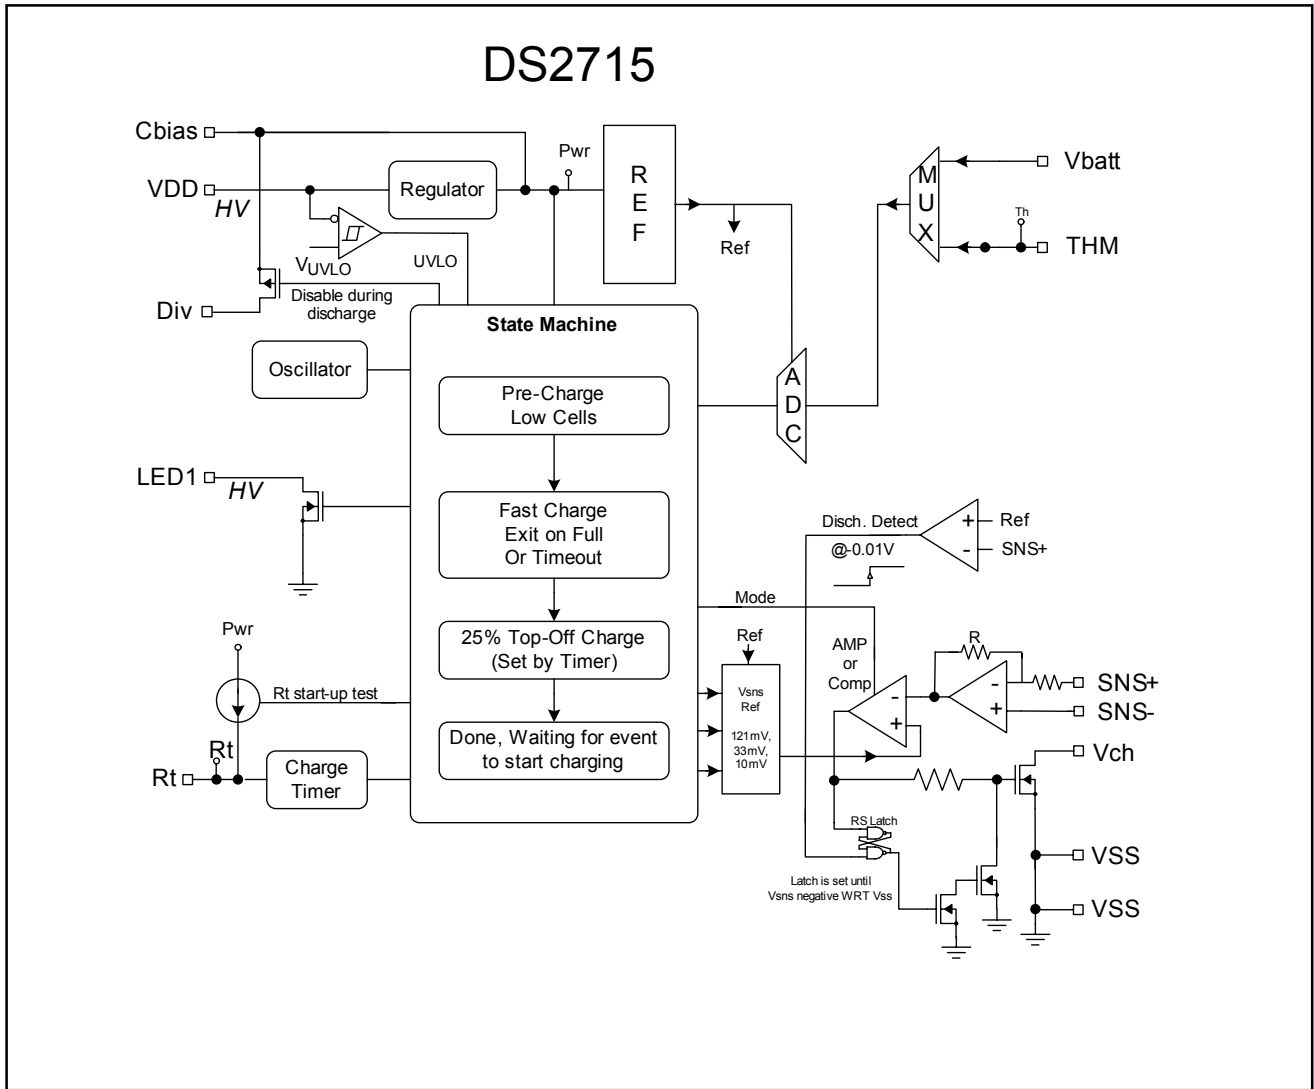 DS2715
Cbias
VDD
HV
Regulator
Pwr
R
E
F
Ref
M
U
X
Vbatt
Th
THM
VUVLO
UVLO
Disable during
discharge
Div
State Machine
Oscillator
Pre-Charge
Low Cells
A
D
C
LED1
HV
Fast Charge
Exit on Full
Or Timeout
Disch. Detect
@-0.01V
+
-
Ref
SNS+
Mode
Pwr
25% Top-Off Charge
(Set by Timer)
Ref
AMP
or
Comp
R
-
+
-
+
SNS+
SNS-
Rt start-up test
Vsns
Ref
121mV,
33mV,
10mV
Done, Waiting for event
to start charging
Rt
Rt
Charge
Timer
Vch
RS Latch
Latch is set until
Vsns negative WRT Vss
VSS
VSS